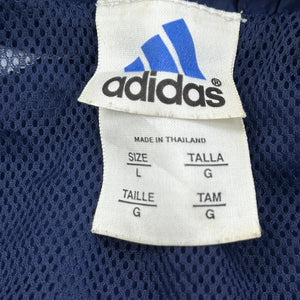 adidas®
MADE IN THAILAND
SIZE TALLA
L G
TAILLE TAM
G G